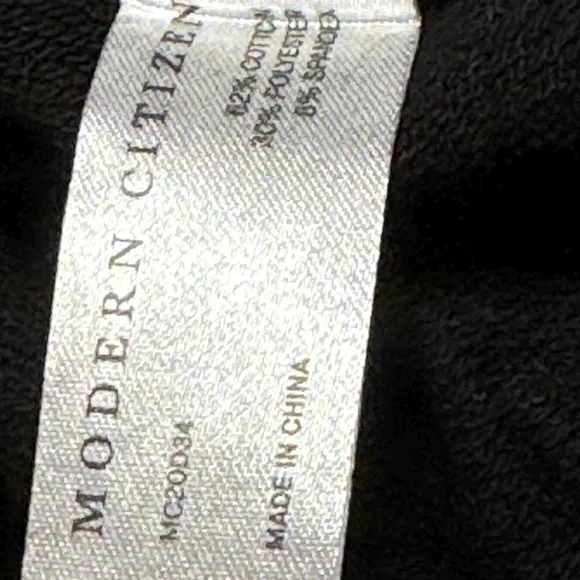 MODERN CITIZEN
MC20D34
62% COTTON
30% POLYESTER
8% SPANDEX
MADE IN CHINA